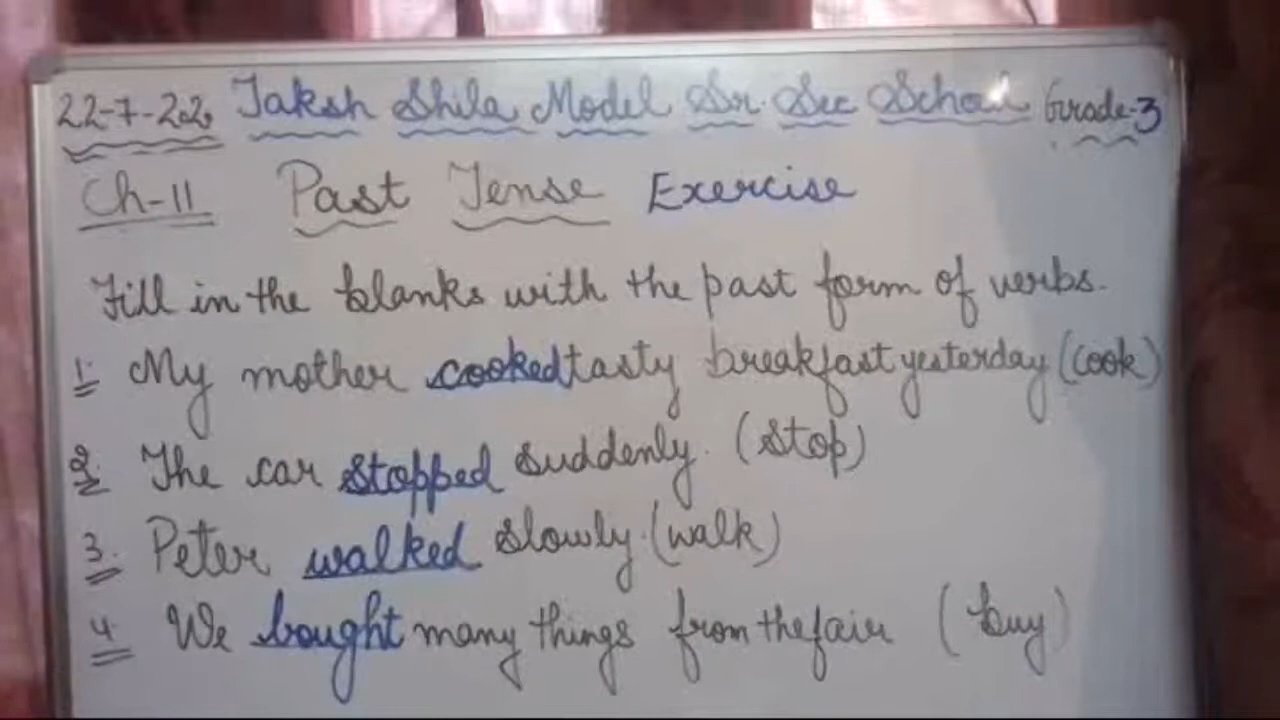 22-7-22 Taksh Shila Model Sr. Sec School Grade-3
Ch-11 Past Tense Exercise
Fill in the blanks with the past form of verbs.
1. My mother cooked tasty breakfast yesterday (cook)
2. The car stopped suddenly. (stop)
3. Peter walked slowly. (walk)
4. We bought many things from the fair (buy)